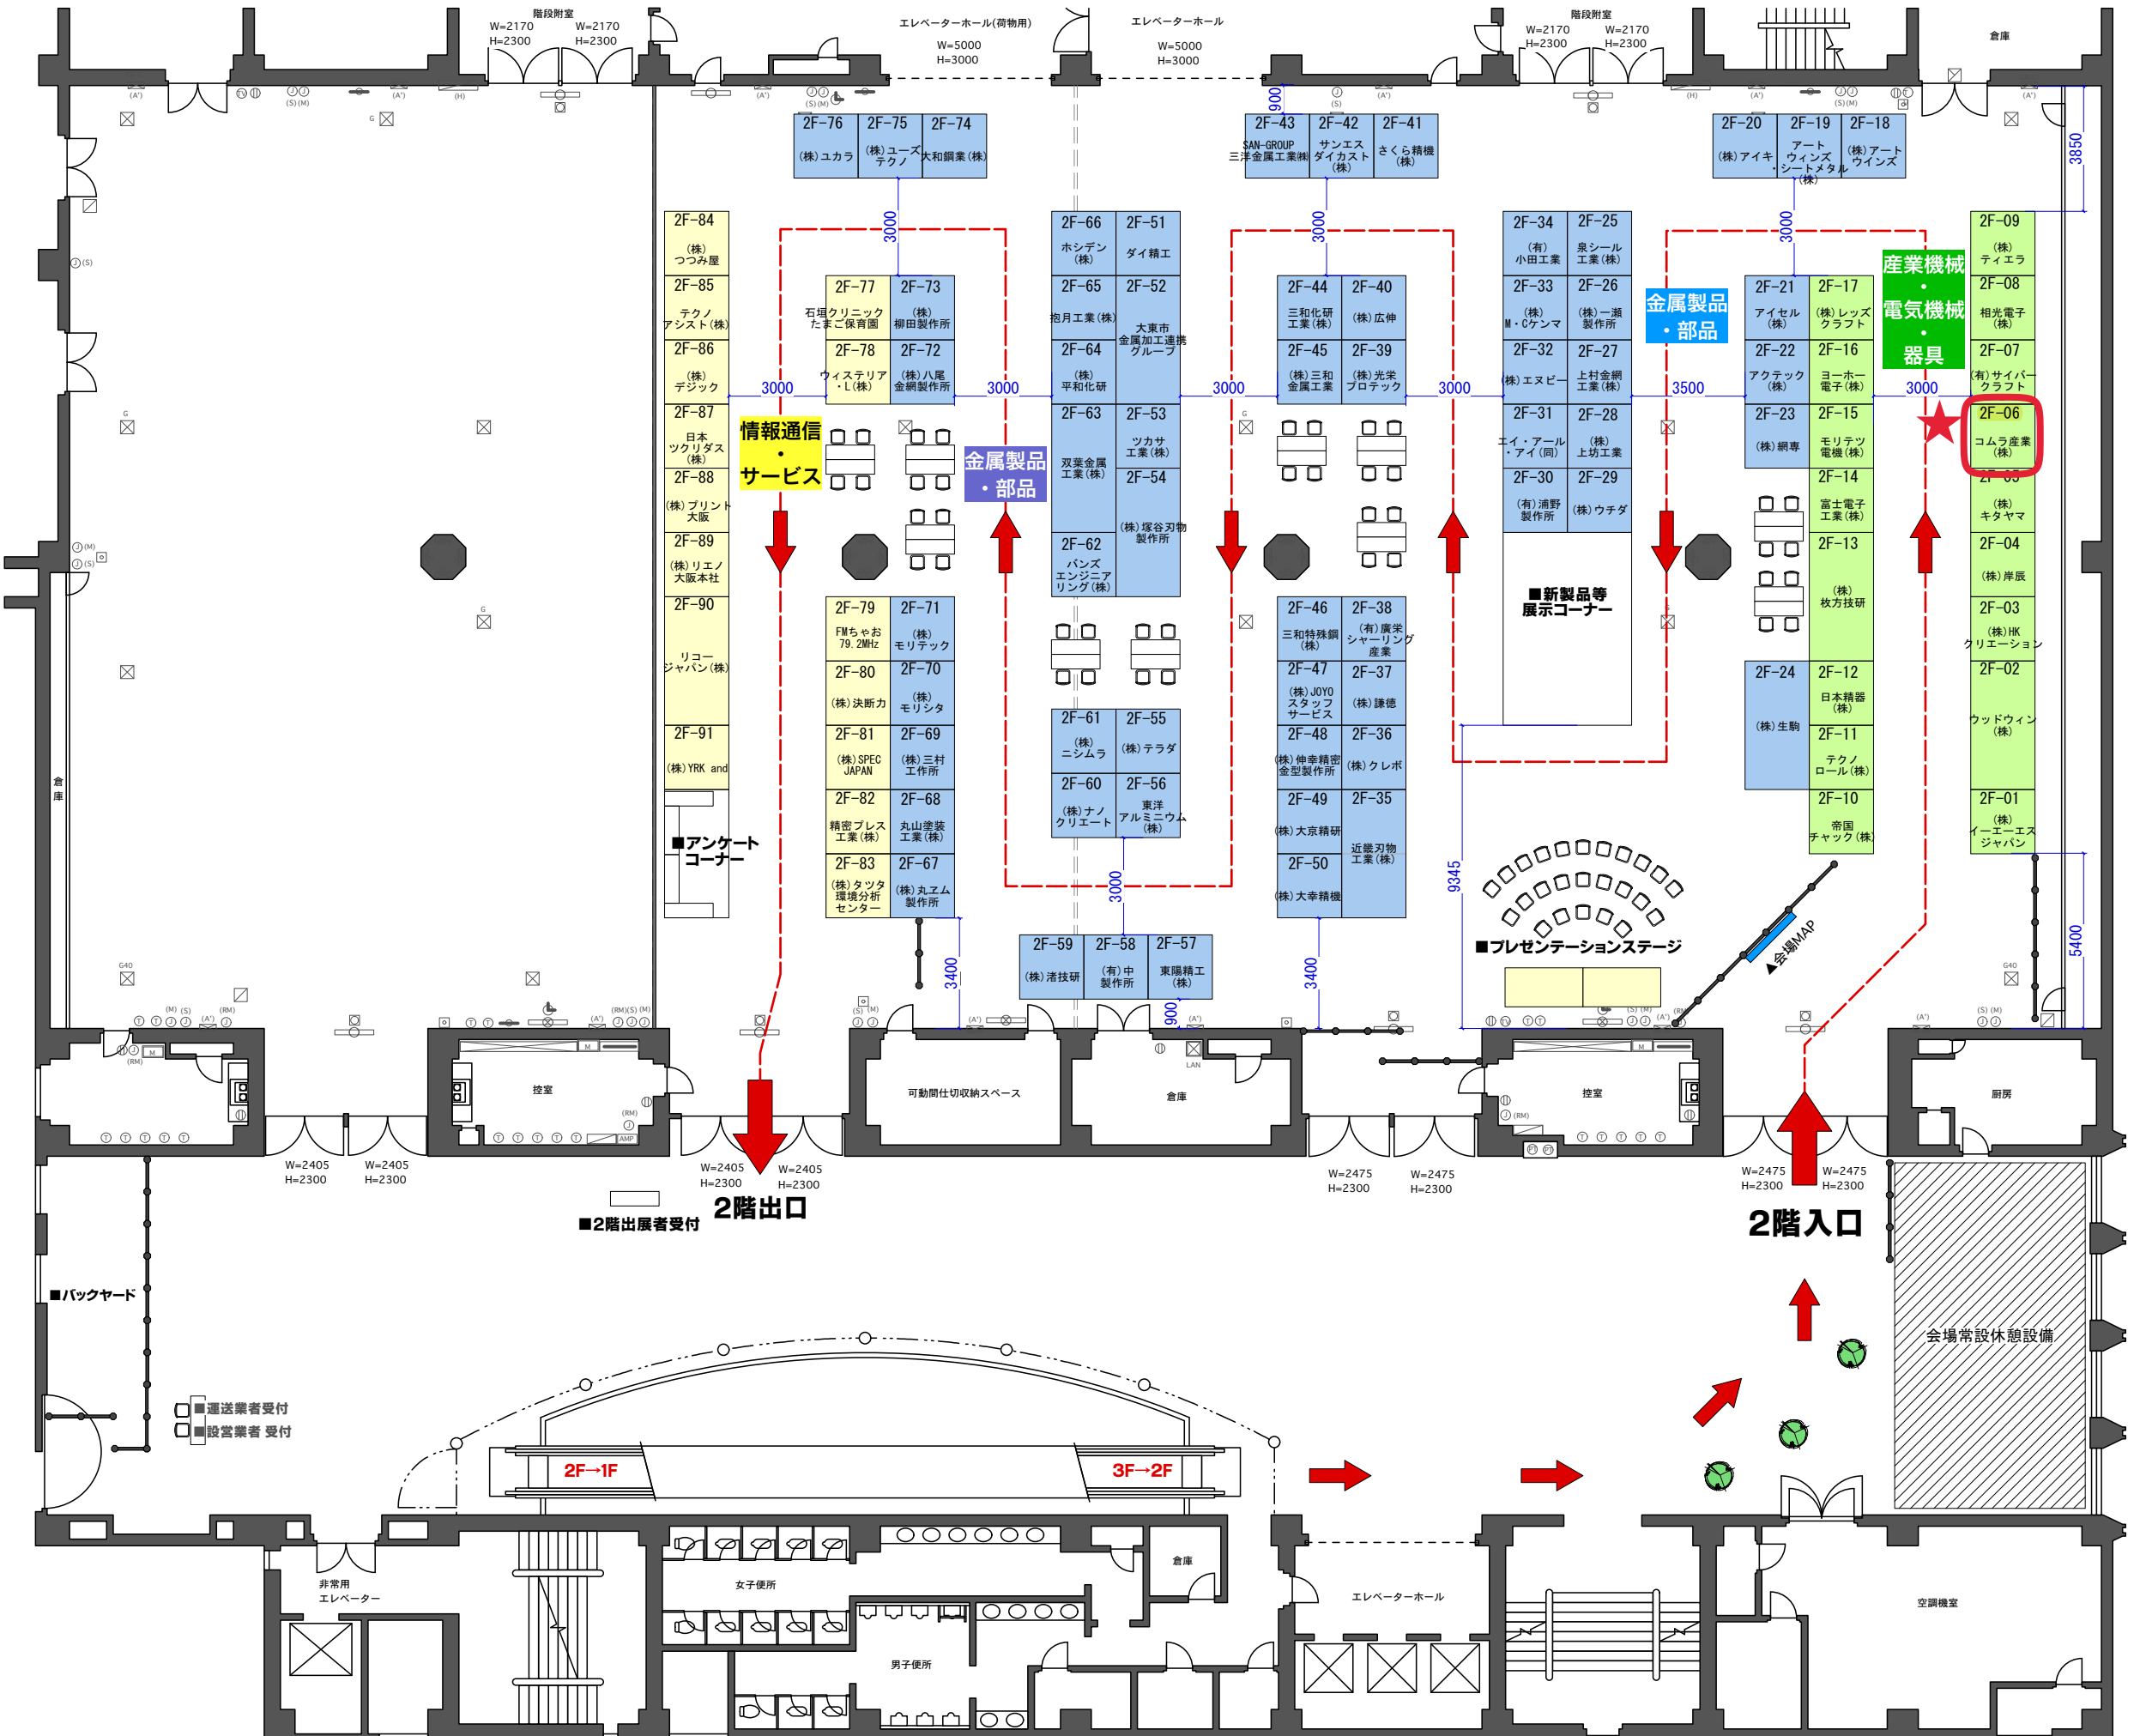 階段附室
W=2170
H=2300
W=2170
H=2300
エレベーターホール(荷物用)
W=5000
H=3000
エレベーターホール
W=5000
H=3000
階段附室
W=2170
H=2300
W=2170
H=2300
倉庫
2F-76
(株)ユカラ
2F-75
(株)ユーズ
テクノ
2F-74
大和鋼業(株)
900
2F-43
SAN-GROUP
三洋金属工業㈱
2F-42
サンエス
ダイカスト
(株)
2F-41
さくら精機
(株)
2F-20
(株)アイキ
2F-19
アート
ウィンズ
・シートメタル
(株)
2F-18
(株)アート
ウインズ
3850
3000
3000
3000
2F-84
(株)
つつみ屋
2F-85
テクノ
アシスト(株)
2F-86
(株)
デジック
2F-87
日本
ツクリダス
(株)
2F-88
(株)プリント
大阪
2F-89
(株)リエノ
大阪本社
2F-90
リコー
ジャパン(株)
2F-91
(株)YRK and
■アンケート
コーナー
3000
情報通信
・
サービス
2F-77
石垣クリニック
たまご保育園
2F-78
ウィステリア
・L(株)
2F-73
(株)
柳田製作所
2F-72
(株)八尾
金網製作所
2F-79
FMちゃお
79.2MHz
2F-80
(株)決断力
2F-81
(株)SPEC
JAPAN
2F-82
精密プレス
工業(株)
2F-83
(株)タツタ
環境分析
センター
2F-71
(株)
モリテック
2F-70
(株)
モリシタ
2F-69
(株)三村
工作所
2F-68
丸山塗装
工業(株)
2F-67
(株)丸ヱム
製作所
3400
3000
金属製品
・部品
2F-66
ホシデン
(株)
2F-65
抱月工業(株)
2F-64
(株)
平和化研
2F-63
双葉金属
工業(株)
2F-62
バンズ
エンジニア
リング(株)
2F-51
ダイ精工
2F-52
大東市
金属加工連携
グループ
2F-53
ツカサ
工業(株)
2F-54
(株)塚谷刃物
製作所
2F-61
(株)
ニシムラ
2F-60
(株)ナノ
クリエート
2F-55
(株)テラダ
2F-56
東洋
アルミニウム
(株)
3000
2F-59
(株)渚技研
2F-58
(有)中
製作所
2F-57
東陽精工
(株)
900
3000
2F-44
三和化研
工業(株)
2F-45
(株)三和
金属工業
2F-40
(株)広伸
2F-39
(株)光栄
プロテック
2F-46
三和特殊鋼
(株)
2F-47
(株)JOYO
スタッフ
サービス
2F-48
(株)伸幸精密
金型製作所
2F-49
(株)大京精研
2F-50
(株)大幸精機
2F-38
(有)廣栄
シャーリング
産業
2F-37
(株)謙徳
2F-36
(株)クレボ
2F-35
近畿刃物
工業(株)
3400
3000
2F-34
(有)
小田工業
2F-33
(株)
M・Cケンマ
2F-32
(株)エヌビー
2F-31
エイ・アール
・アイ(同)
2F-30
(有)浦野
製作所
2F-25
泉シール
工業(株)
2F-26
(株)一瀬
製作所
2F-27
上村金網
工業(株)
2F-28
(株)
上坊工業
2F-29
(株)ウチダ
■新製品等
展示コーナー
9345
■プレゼンテーションステージ
▲会場MAP
金属製品
・部品
3500
2F-21
アイセル
(株)
2F-22
アクテック
(株)
2F-23
(株)網専
2F-24
(株)生駒
2F-17
(株)レッズ
クラフト
2F-16
ヨーホー
電子(株)
2F-15
モリテツ
電機(株)
2F-14
富士電子
工業(株)
2F-13
(株)
枚方技研
2F-12
日本精器
(株)
2F-11
テクノ
ロール(株)
2F-10
帝国
チャック(株)
産業機械
・
電気機械
・
器具
3000
2F-09
(株)
ティエラ
2F-08
相光電子
(株)
2F-07
(有)サイバー
クラフト
2F-06
コムラ産業
(株)
2F-05
(株)
キタヤマ
2F-04
(株)岸辰
2F-03
(株)HK
クリエーション
2F-02
ウッドウィン
(株)
2F-01
(株)
イーエーエス
ジャパン
5400
倉庫
控室
可動間仕切収納スペース
倉庫
LAN
控室
厨房
AMP
W=2405
H=2300
W=2405
H=2300
W=2405
H=2300
W=2405
H=2300
W=2475
H=2300
W=2475
H=2300
W=2475
H=2300
W=2475
H=2300
■2階出展者受付
2階出口
2階入口
■バックヤード
会場常設休憩設備
■運送業者受付
■設営業者 受付
2F→1F
3F→2F
非常用
エレベーター
女子便所
男子便所
倉庫
エレベーターホール
空調機室